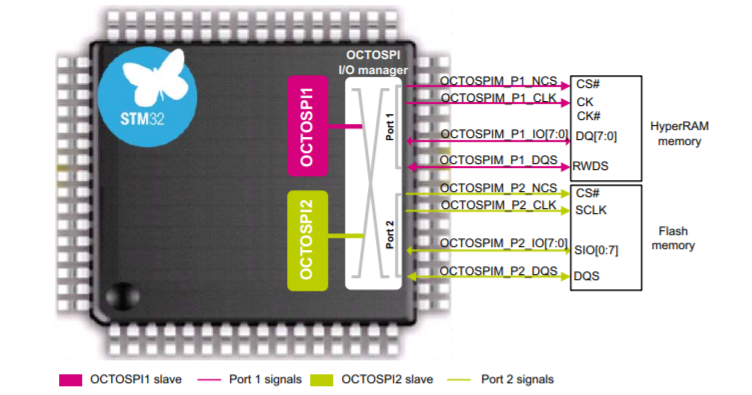 OCTOSPI
I/O manager
STM32
OCTOSPI1
OCTOSPI2
Port 1
Port 2
OCTOSPIM_P1_NCS
OCTOSPIM_P1_CLK
OCTOSPIM_P1_IO[7:0]
OCTOSPIM_P1_DQS
OCTOSPIM_P2_NCS
OCTOSPIM_P2_CLK
OCTOSPIM_P2_IO[7:0]
OCTOSPIM_P2_DQS
CS#
CK
CK#
DQ[7:0]
RWDS
HyperRAM
memory
CS#
SCLK
SIO[0:7]
DQS
Flash
memory
OCTOSPI1 slave
Port 1 signals
OCTOSPI2 slave
Port 2 signals